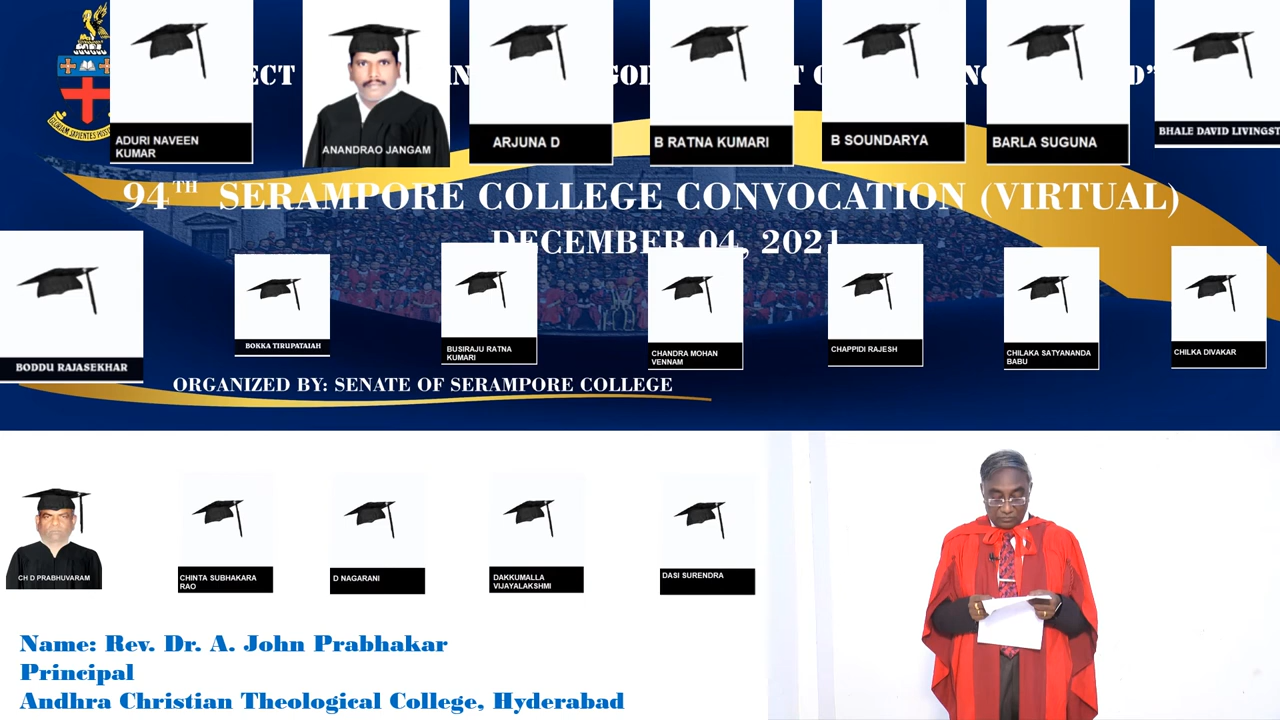 ADURI NAVEEN
KUMAR
ANANDRAO JANGAM
ARJUNA D
B RATNA KUMARI
B SOUNDARYA
BARLA SUGUNA
BHALE DAVID LIVINGST
94TH SERAMPORE COLLEGE CONVOCATION (VIRTUAL)
DECEMBER 04, 2021
BODDU RAJASEKHAR
BOKKA TIRUPATAIAH
BUSIRAJU RATNA
KUMARI
CHANDRA MOHAN
VENNAM
CHAPPIDI RAJESH
CHILAKA SATYANANDA
BABU
CHILKA DIVAKAR
ORGANIZED BY: SENATE OF SERAMPORE COLLEGE
CH D PRABHUVARAM
CHINTA SUBHAKARA
RAO
D NAGARANI
DAKKUMALLA
VIJAYALAKSHMI
DASI SURENDRA
Name: Rev. Dr. A. John Prabhakar
Principal
Andhra Christian Theological College, Hyderabad